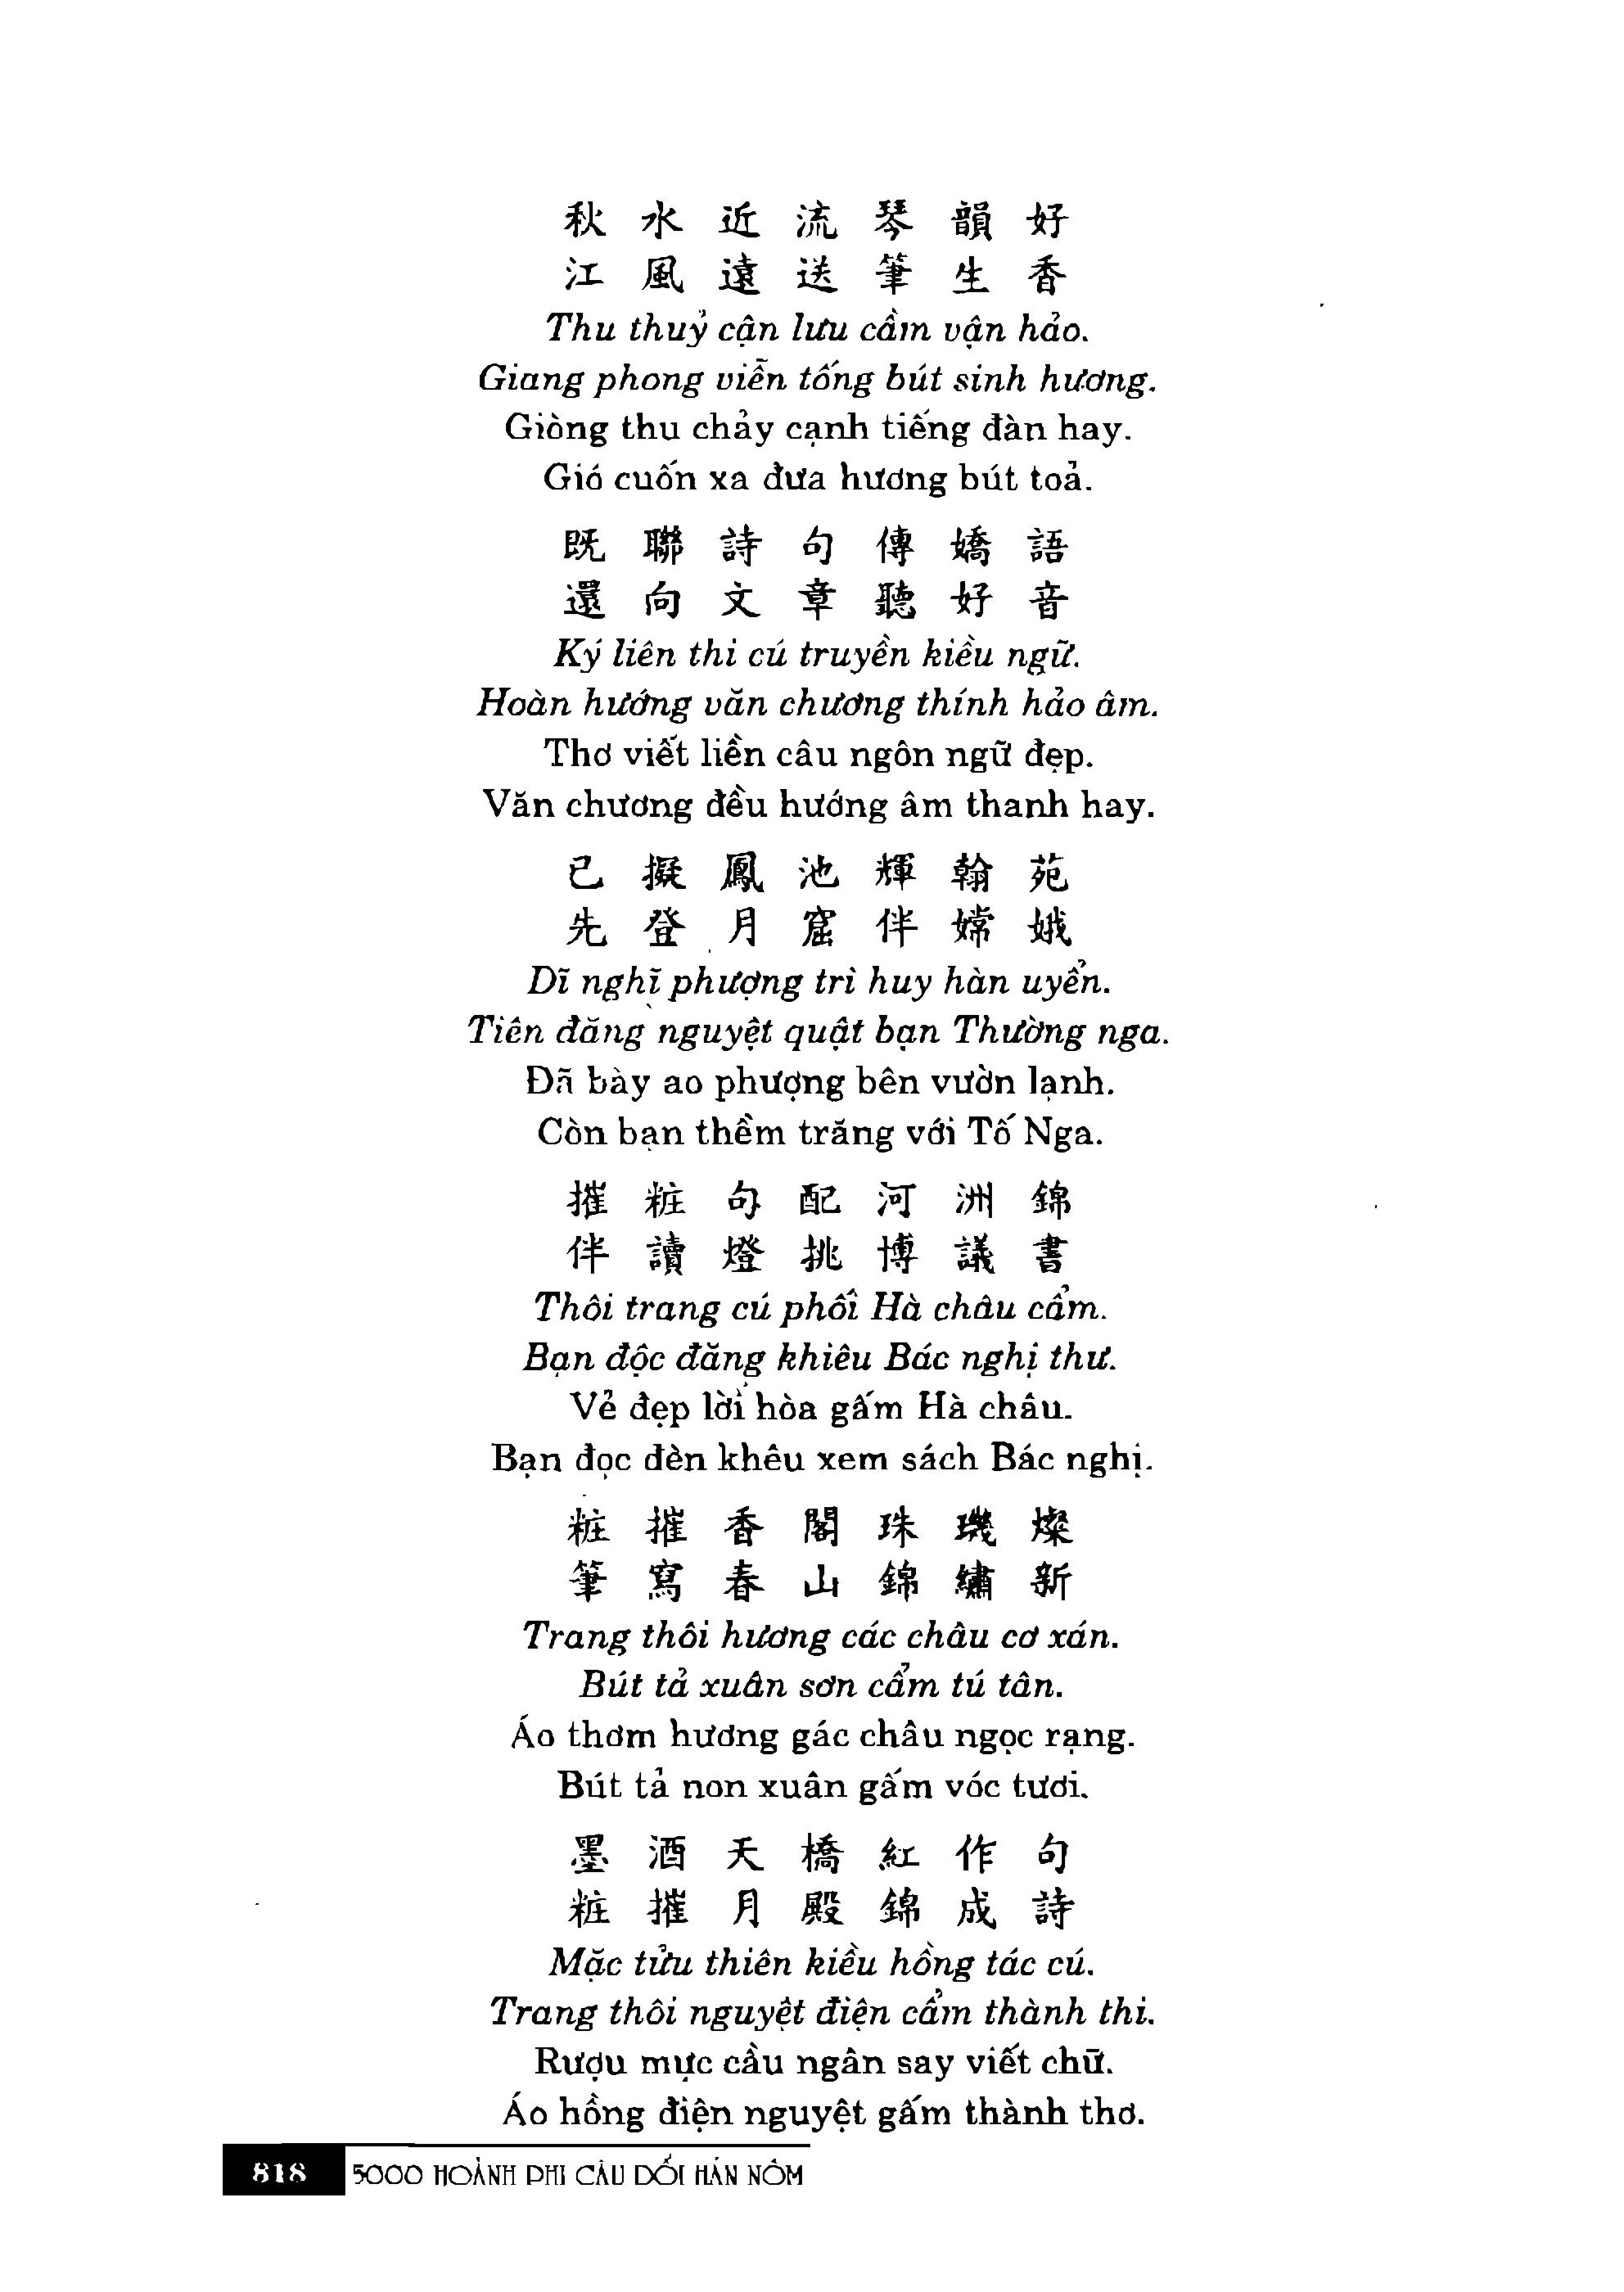 秋水近流琴韻好
江風遠送筆生香
Thu thuỷ cận lưu cầm vận hảo.
Giang phong viễn tống bút sinh hương.
Giòng thu chảy cạnh tiếng đàn hay.
Gió cuốn xa đưa hương bút toả.
既聯詩句傳嬌語
還向文章聽好音
Ký liên thi cú truyền kiều ngữ.
Hoàn hướng văn chương thính hảo âm.
Thơ viết liền câu ngôn ngữ đẹp.
Văn chương đều hướng âm thanh hay.
已擬鳳池輝翰苑
先登月窟伴嫦娥
Dĩ nghĩ phượng trì huy hàn uyển.
Tiên đăng nguyệt quật bạn Thường nga.
Đã bày ao phượng bên vườn lạnh.
Còn bạn thềm trăng với Tố Nga.
摧粧句配河洲錦
伴讀燈挑博議書
Thôi trang cú phối Hà châu cẩm.
Bạn độc đăng khiêu Bác nghị thư.
Vẻ đẹp lời hòa gấm Hà châu.
Bạn đọc đèn khêu xem sách Bác nghị.
粧摧香閣珠璣燦
筆寫春山錦繡新
Trang thôi hương các châu cơ xán.
Bút tả xuân sơn cẩm tú tân.
Áo thơm hương gác châu ngọc rạng.
Bút tả non xuân gấm vóc tươi.
墨酒天橋紅作句
粧摧月殿錦成詩
Mặc tửu thiên kiều hồng tác cú.
Trang thôi nguyệt điện cẩm thành thi.
Rượu mực cầu ngân say viết chữ.
Áo hồng điện nguyệt gấm thành thơ.
818 5000 HOÀNH PHI CÂU ĐỐI HÁN NÔM